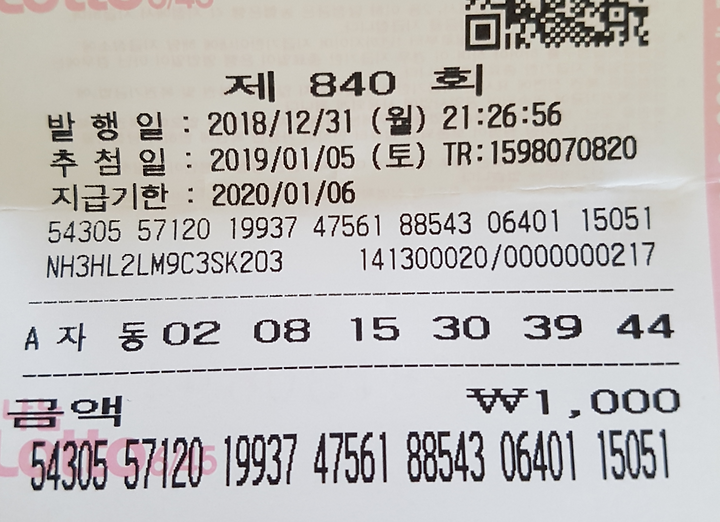 Lotto 6/45
제 840 회
발 행 일 : 2018/12/31 (월) 21:26:56
추 첨 일 : 2019/01/05 (토) TR:1598070820
지급기한 : 2020/01/06
54305 57120 19937 47561 88543 06401 15051
NH3HL2LM9C3SK203 141300020/0000000217
A 자 동 02 08 15 30 39 44
금액 ₩1,000
54305 57120 19937 47561 88543 06401 15051